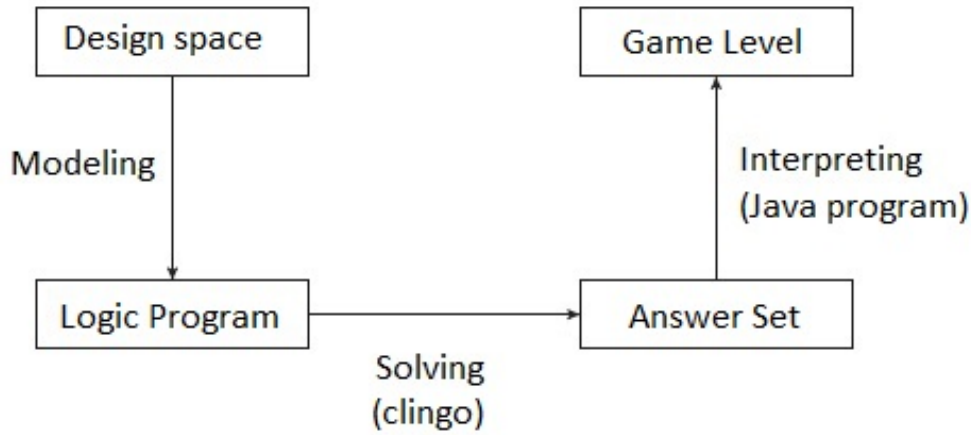 Design space
Game Level
Modeling
Interpreting
(Java program)
Logic Program
Answer Set
Solving
(clingo)